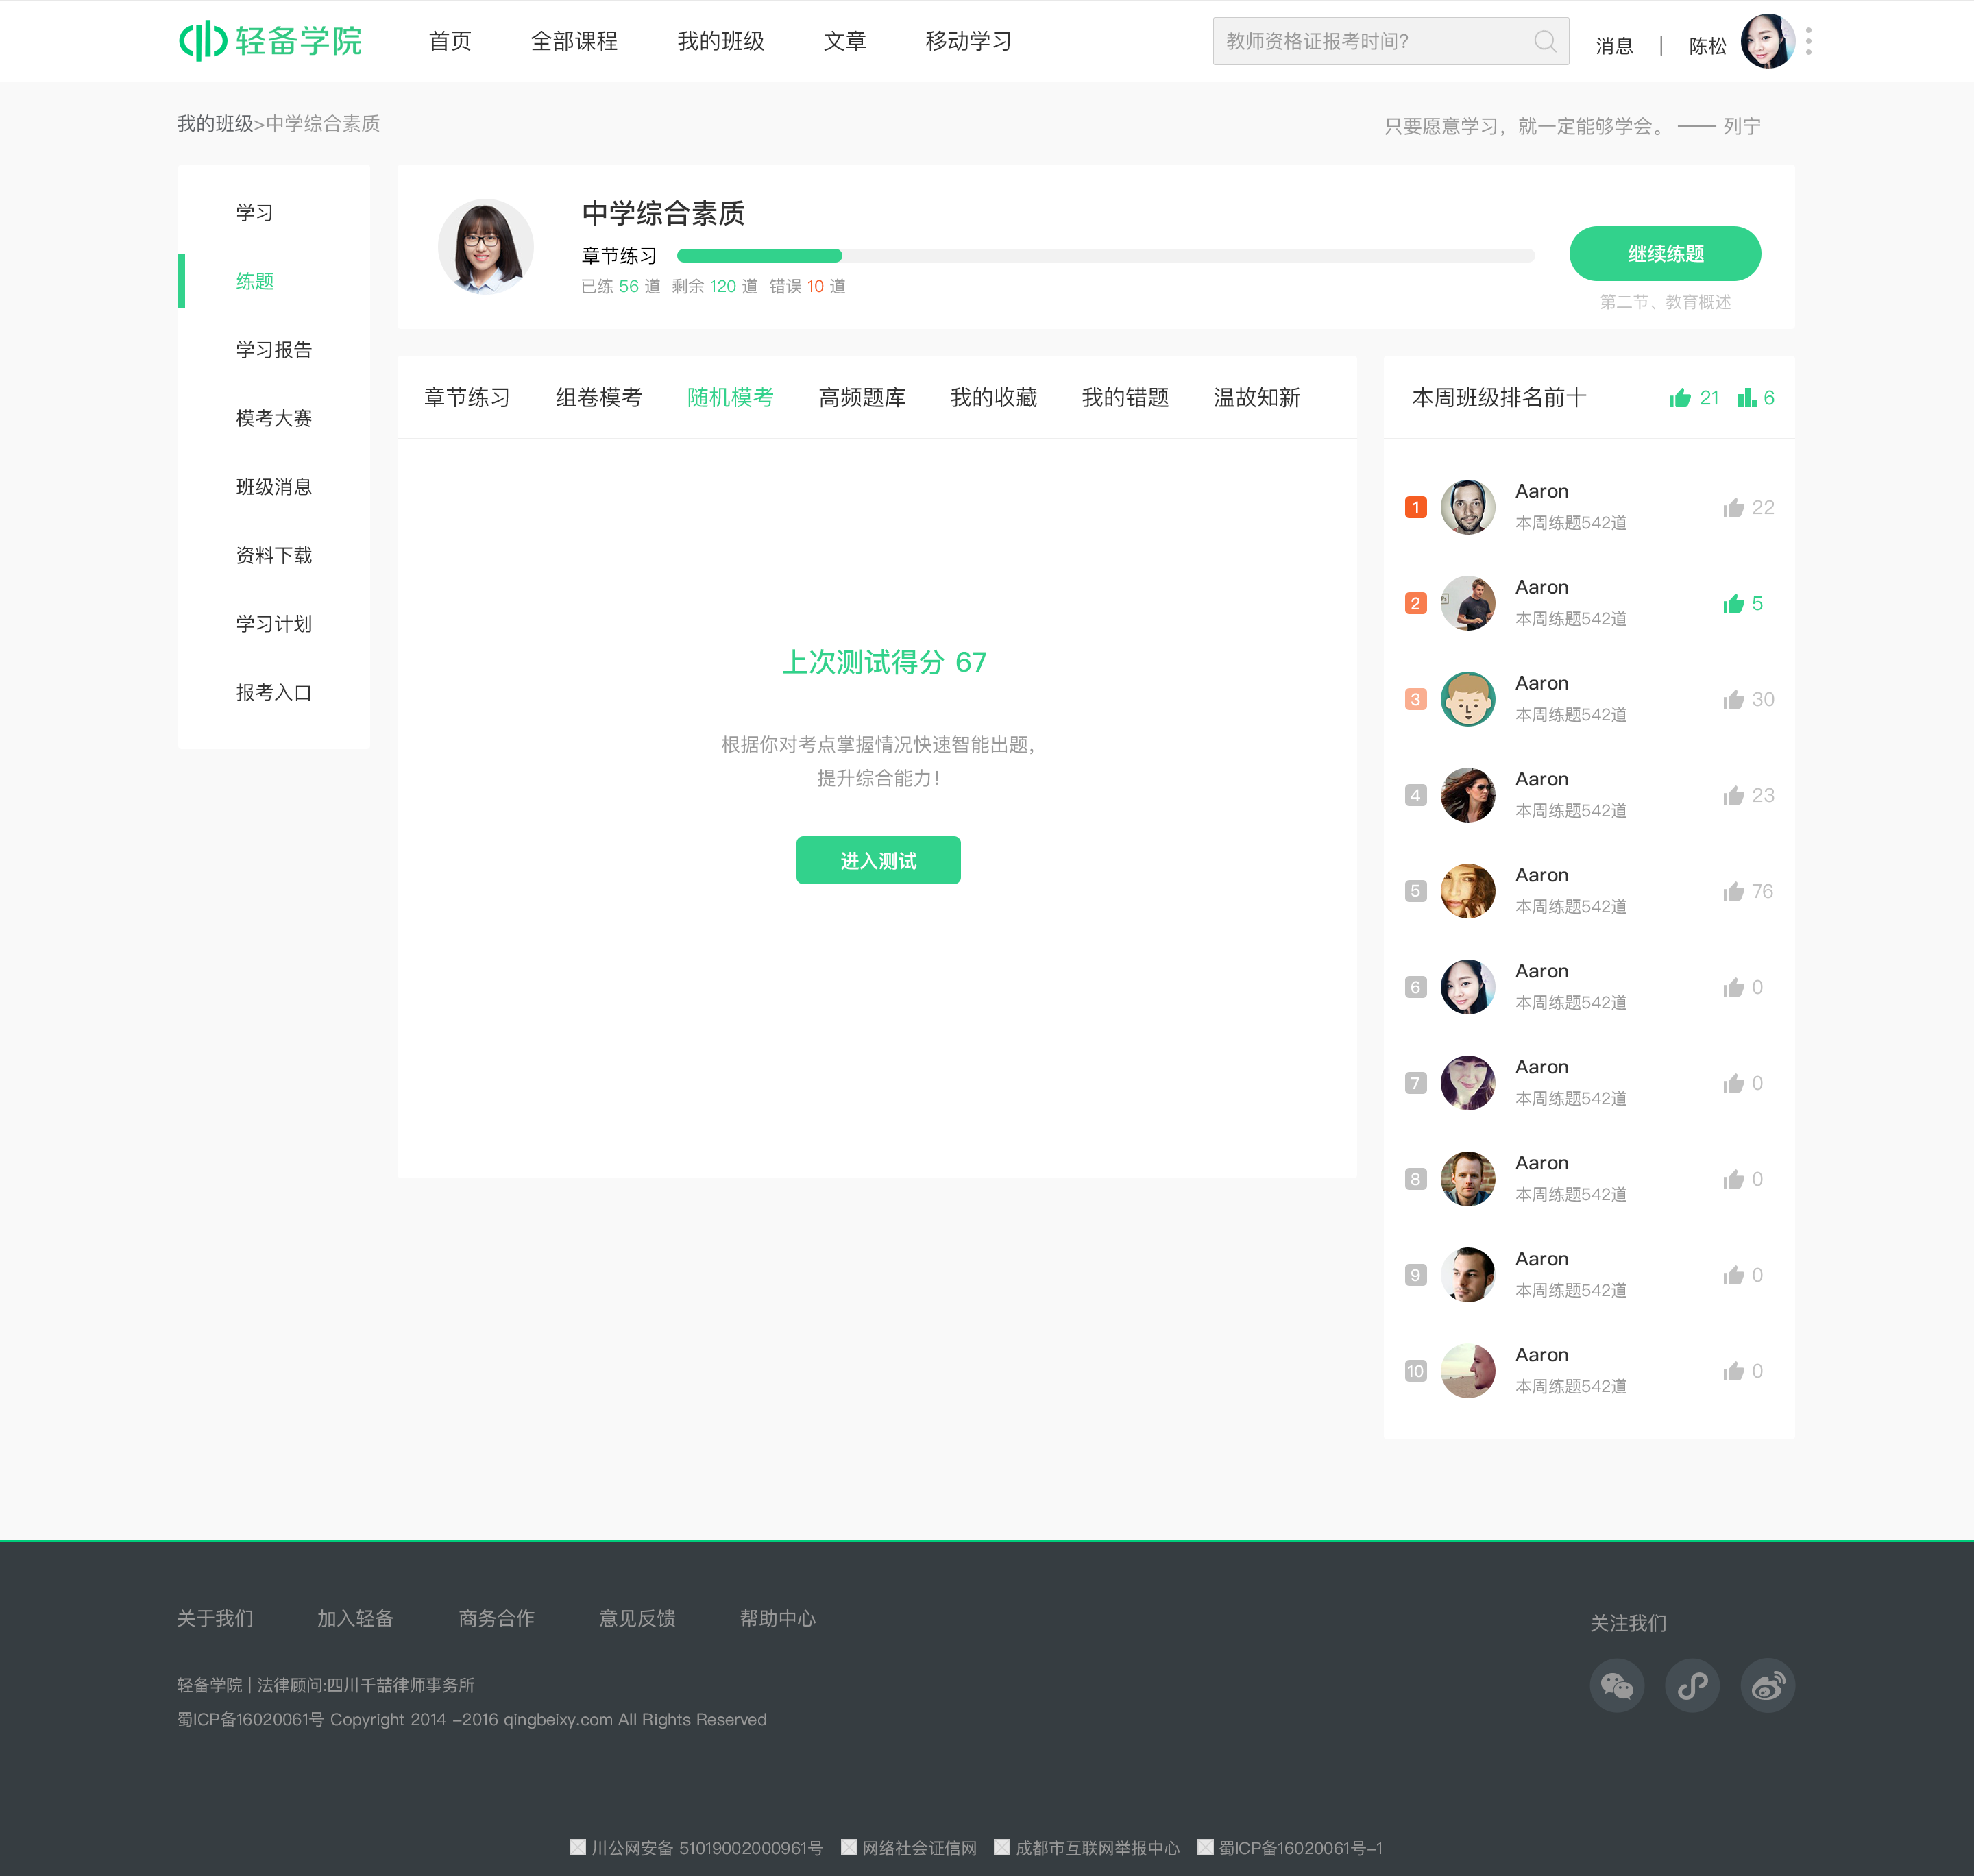 轻备学院
首页 全部课程 我的班级 文章 移动学习
教师资格证报考时间?
消息 | 陈松
我的班级>中学综合素质
只要愿意学习，就一定能够学会。 —— 列宁
学习
练题
学习报告
模考大赛
班级消息
资料下载
学习计划
报考入口
中学综合素质
章节练习
已练 56 道 剩余 120 道 错误 10 道
继续练题
第二节、教育概述
章节练习 组卷模考 随机模考 高频题库 我的收藏 我的错题 温故知新
上次测试得分 67
根据你对考点掌握情况快速智能出题，
提升综合能力！
进入测试
本周班级排名前十 21 6
1 Aaron 22
本周练题542道
2 Aaron 5
本周练题542道
3 Aaron 30
本周练题542道
4 Aaron 23
本周练题542道
5 Aaron 76
本周练题542道
6 Aaron 0
本周练题542道
7 Aaron 0
本周练题542道
8 Aaron 0
本周练题542道
9 Aaron 0
本周练题542道
10 Aaron 0
本周练题542道
关于我们 加入轻备 商务合作 意见反馈 帮助中心
关注我们
轻备学院 | 法律顾问:四川千喆律师事务所
蜀ICP备16020061号 Copyright 2014 -2016 qingbeixy.com All Rights Reserved
川公网安备 51019002000961号 网络社会证信网 成都市互联网举报中心 蜀ICP备16020061号-1